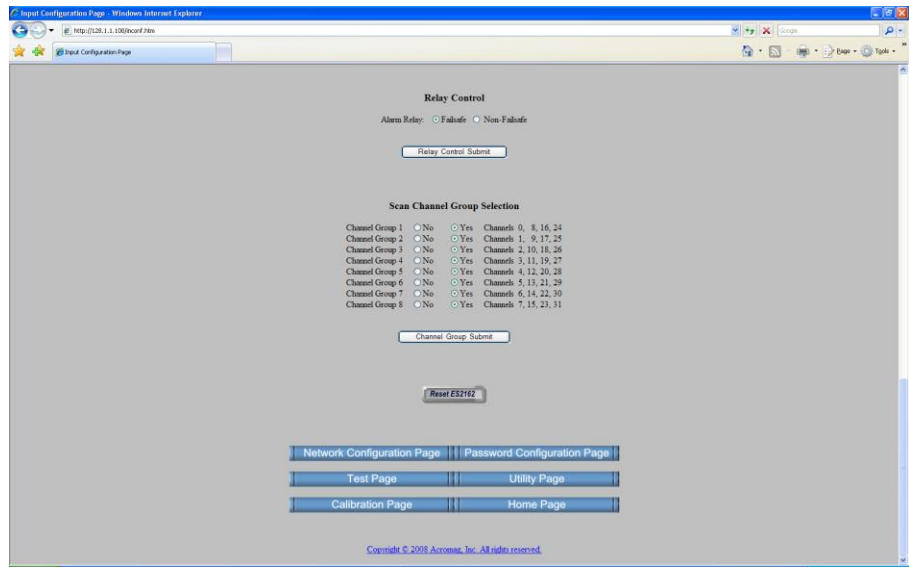 Input Configuration Page - Windows Internet Explorer
http://128.1.1.100/inconf.htm
Google
Input Configuration Page
Page
Tools
Relay Control
Alarm Relay: Failsafe Non-Failsafe
Relay Control Submit
Scan Channel Group Selection
Channel Group 1 No Yes Channels 0, 8, 16, 24
Channel Group 2 No Yes Channels 1, 9, 17, 25
Channel Group 3 No Yes Channels 2, 10, 18, 26
Channel Group 4 No Yes Channels 3, 11, 19, 27
Channel Group 5 No Yes Channels 4, 12, 20, 28
Channel Group 6 No Yes Channels 5, 13, 21, 29
Channel Group 7 No Yes Channels 6, 14, 22, 30
Channel Group 8 No Yes Channels 7, 15, 23, 31
Channel Group Submit
Reset ES2162
Network Configuration Page Password Configuration Page
Test Page Utility Page
Calibration Page Home Page
Copyright © 2008 Acromag, Inc. All rights reserved.